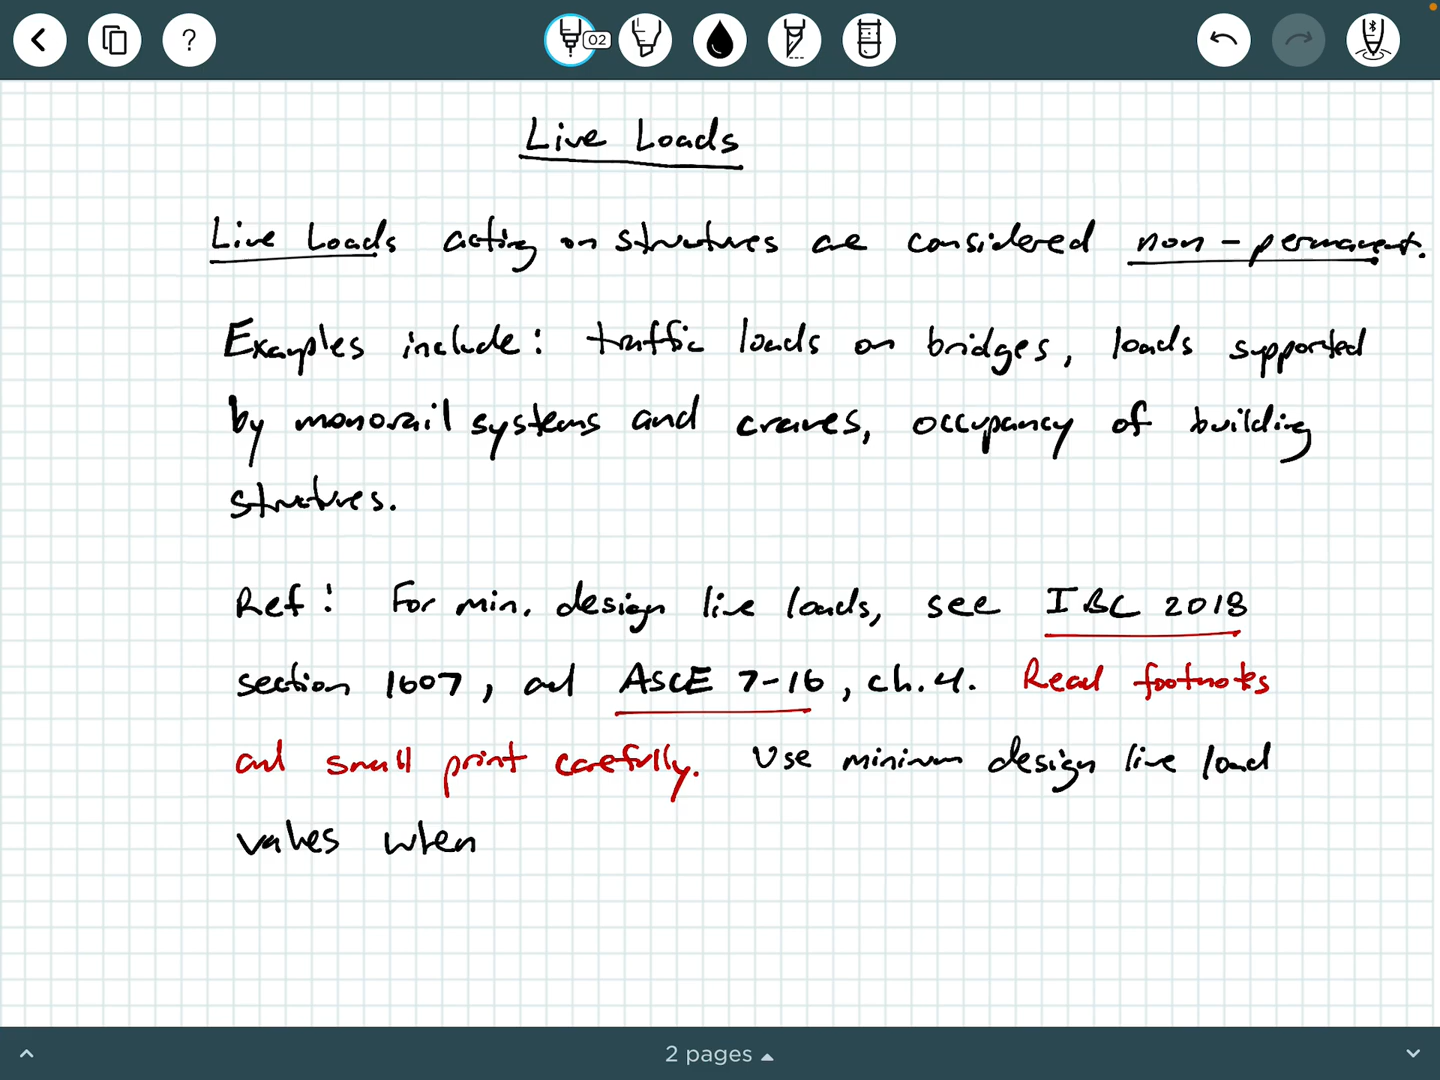 ?
02
Live Loads
Live Loads acting on structures are considered non-permanent.
Examples include: traffic loads on bridges, loads supported
by monorail systems and cranes, occupancy of building
structures.
Ref: For min. design live loads, see IBC 2018
section 1607, and ASCE 7-16, ch. 4. Read footnotes
and small print carefully. Use minimum design live load
values when
2 pages